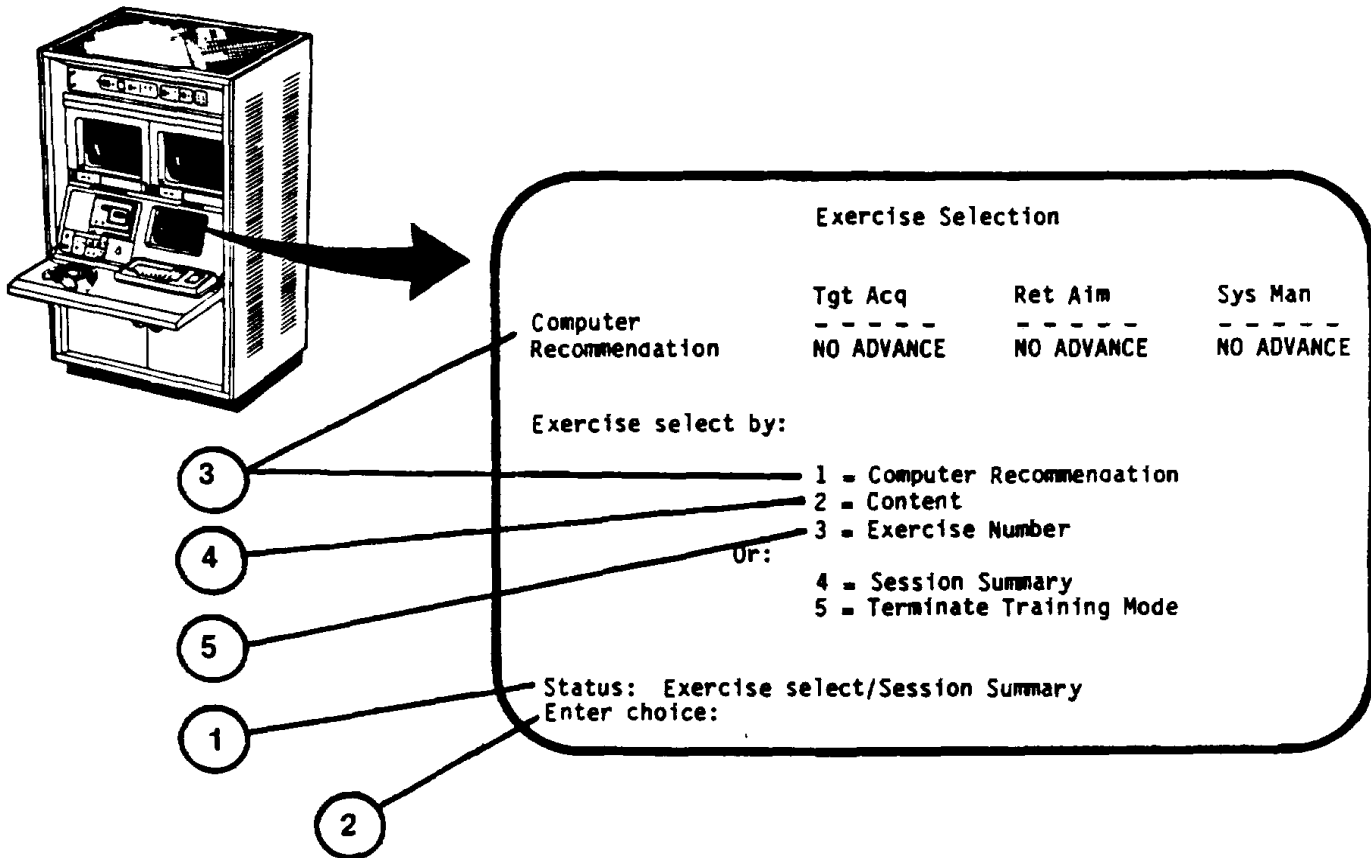 Exercise Selection
Tgt Acq Ret Aim Sys Man
Computer - - - - - - - - - - - - - - -
Recommendation NO ADVANCE NO ADVANCE NO ADVANCE
Exercise select by:
3
1 = Computer Recommendation
2 = Content
4
3 = Exercise Number
Or:
4 = Session Summary
5 = Terminate Training Mode
5
Status: Exercise select/Session Summary
Enter choice:
1
2